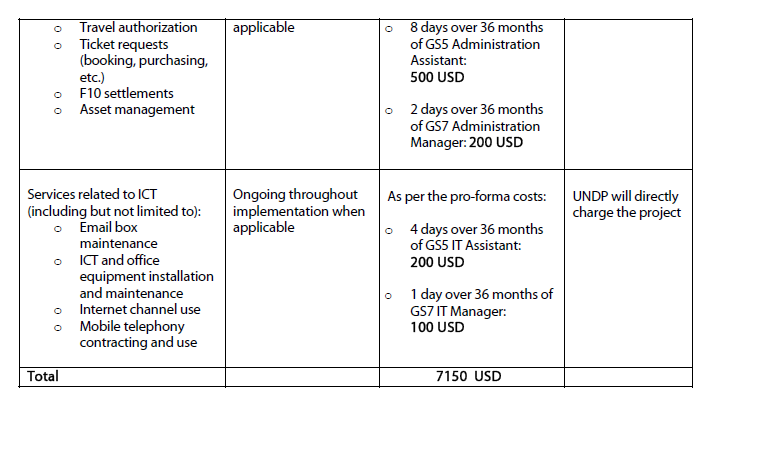 o Travel authorization
o Ticket requests
(booking, purchasing,
etc.)
o F10 settlements
o Asset management
applicable
o 8 days over 36 months
of GS5 Administration
Assistant:
500 USD
o 2 days over 36 months
of GS7 Administration
Manager: 200 USD
Services related to ICT
(including but not limited to):
o Email box
maintenance
o ICT and office
equipment installation
and maintenance
o Internet channel use
o Mobile telephony
contracting and use
Ongoing throughout
implementation when
applicable
As per the pro-forma costs:
o 4 days over 36 months
of GS5 IT Assistant:
200 USD
o 1 day over 36 months of
GS7 IT Manager:
100 USD
UNDP will directly
charge the project
Total
7150 USD